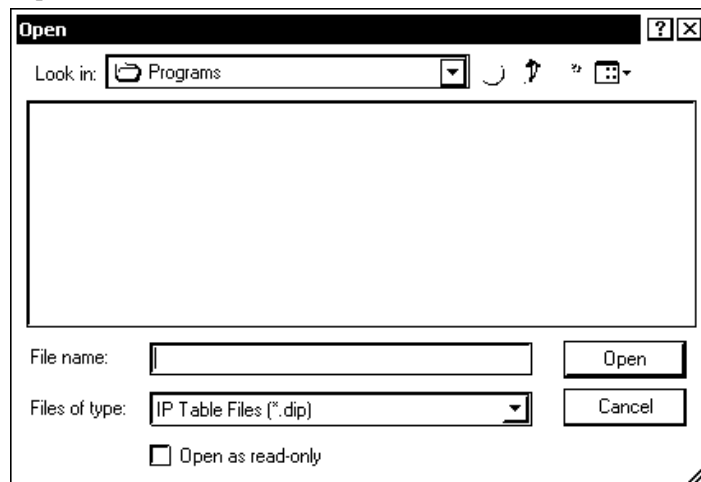 Open
Look in: Programs
File name: Open
Files of type: IP Table Files (*.dip) Cancel
Open as read-only